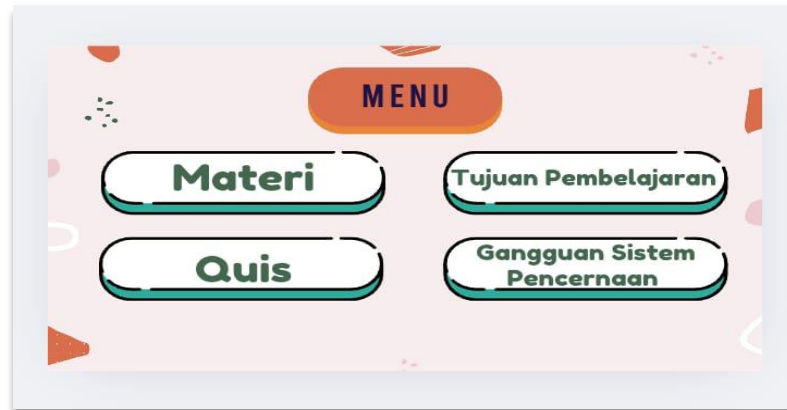 MENU
Materi
Tujuan Pembelajaran
Quis
Gangguan Sistem
Pencernaan